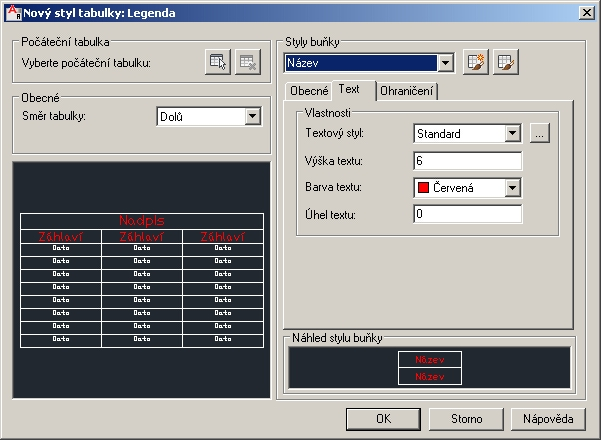 Nový styl tabulky: Legenda
Počáteční tabulka
Vyberte počáteční tabulku:
Obecné
Směr tabulky:
Dolů
Nadpis
Záhlaví Záhlaví Záhlaví
Data Data Data
Data Data Data
Data Data Data
Data Data Data
Data Data Data
Data Data Data
Data Data Data
Data Data Data
Styly buňky
Název
Obecné Text Ohraničení
Vlastnosti
Textový styl: Standard ...
Výška textu: 6
Barva textu: Červená
Úhel textu: 0
Náhled stylu buňky
Název
Název
OK Storno Nápověda